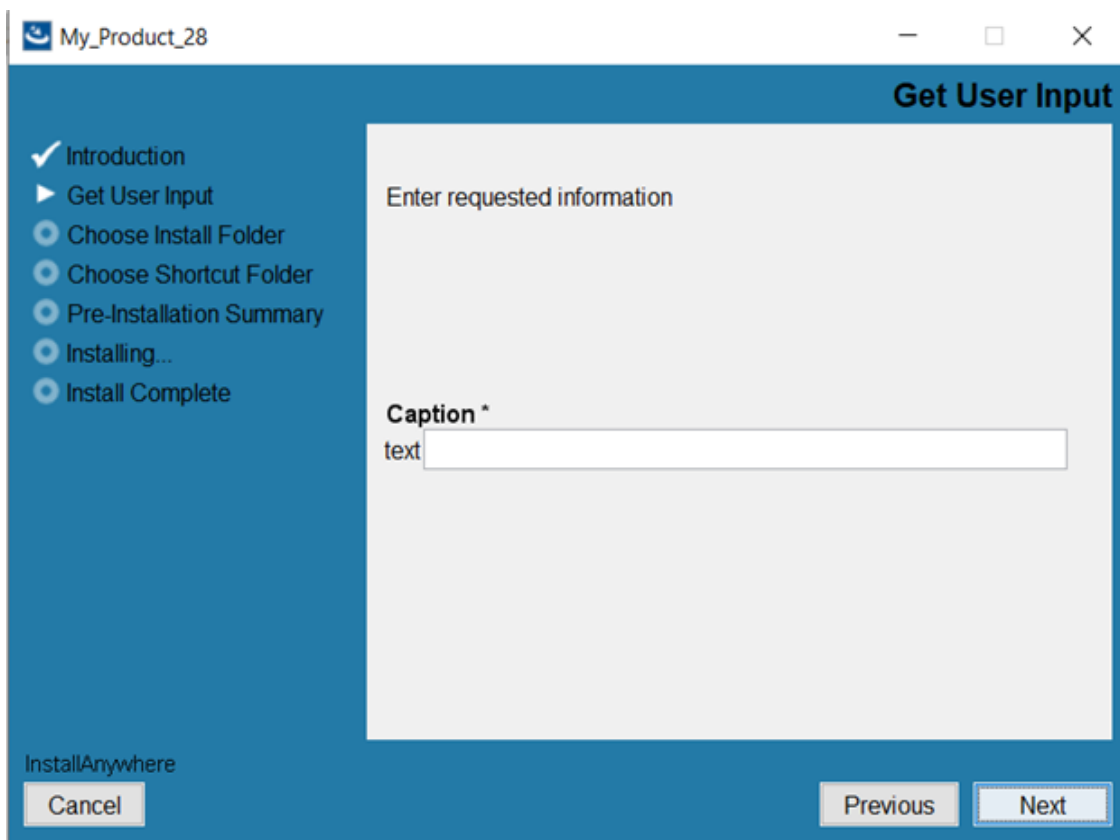 My_Product_28
Get User Input
Introduction
Get User Input
Choose Install Folder
Choose Shortcut Folder
Pre-Installation Summary
Installing...
Install Complete
Enter requested information
Caption *
text
InstallAnywhere
Cancel
Previous
Next